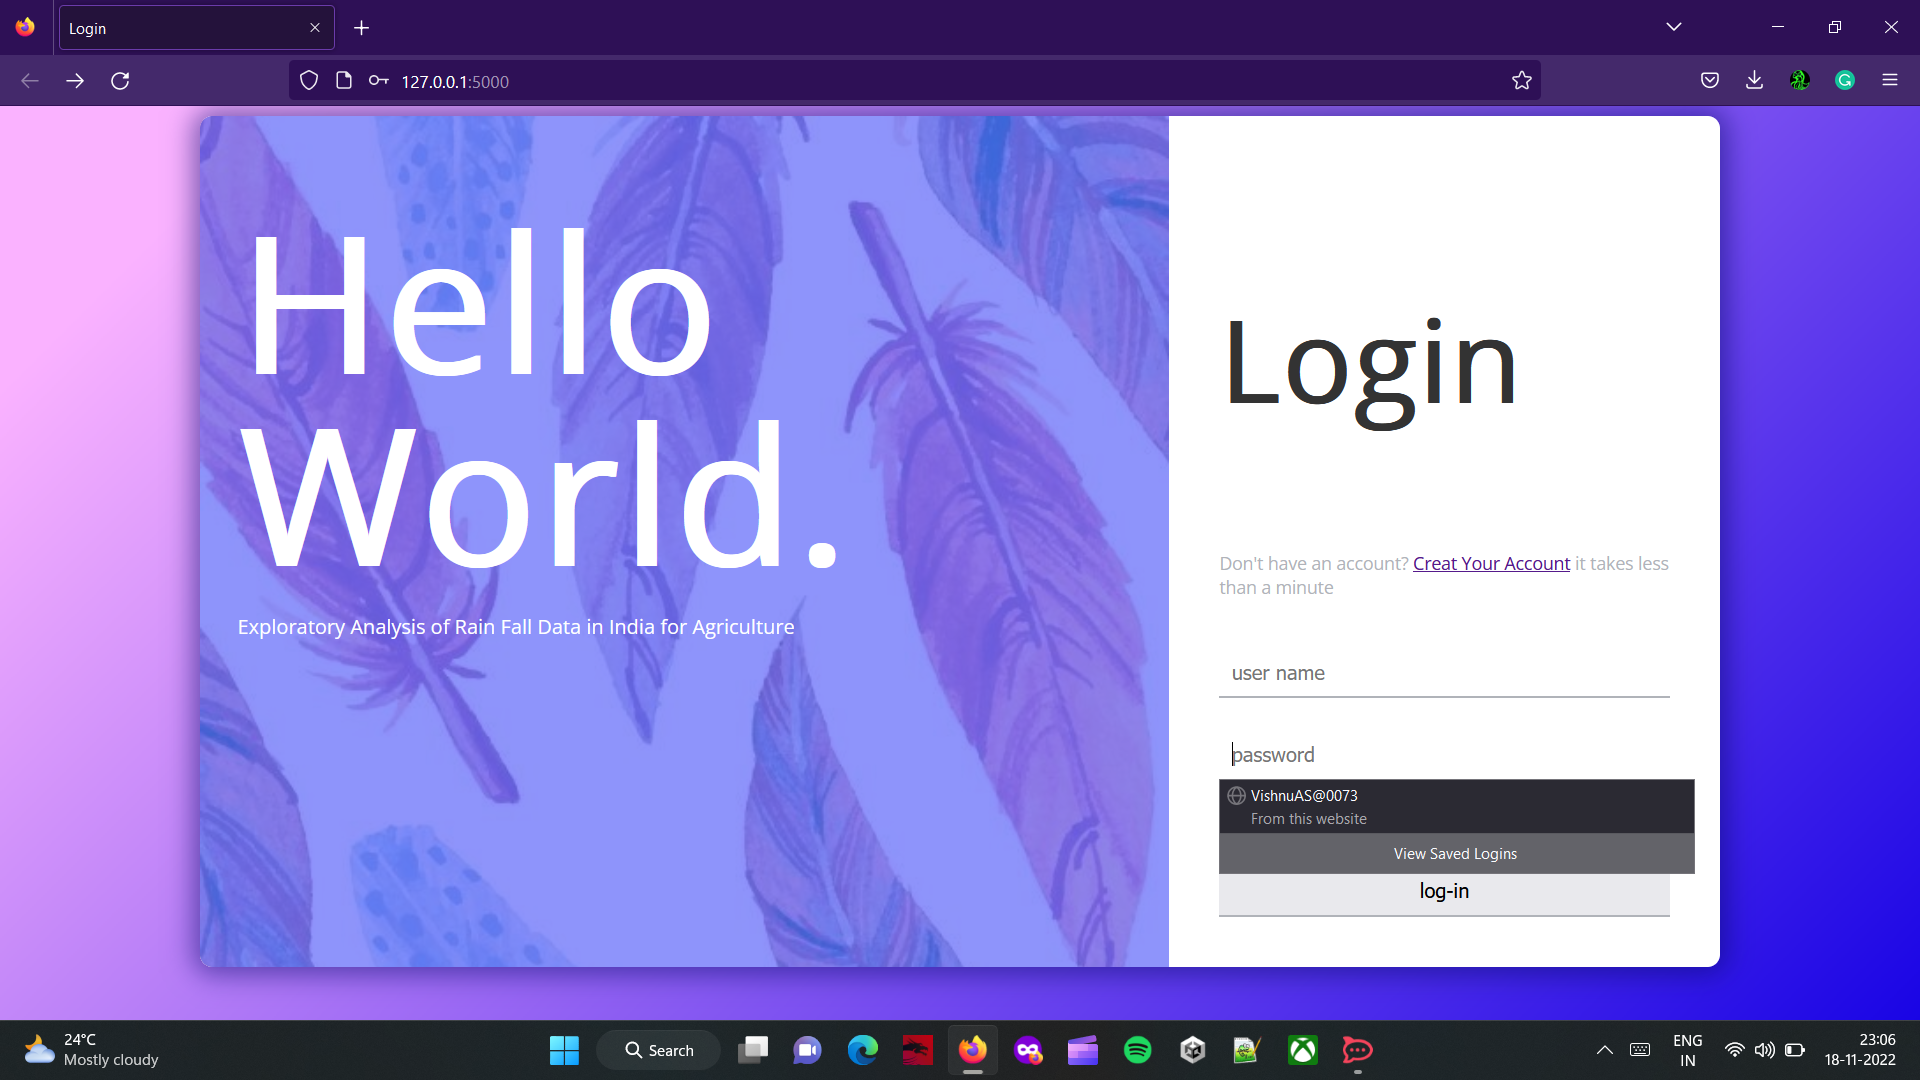 Login
127.0.0.1:5000
Hello
World.
Exploratory Analysis of Rain Fall Data in India for Agriculture
Login
Don't have an account? Creat Your Account it takes less
than a minute
user name
password
VishnuAS@0073
From this website
View Saved Logins
log-in
24°C
Mostly cloudy
Search
ENG
IN
23:06
18-11-2022